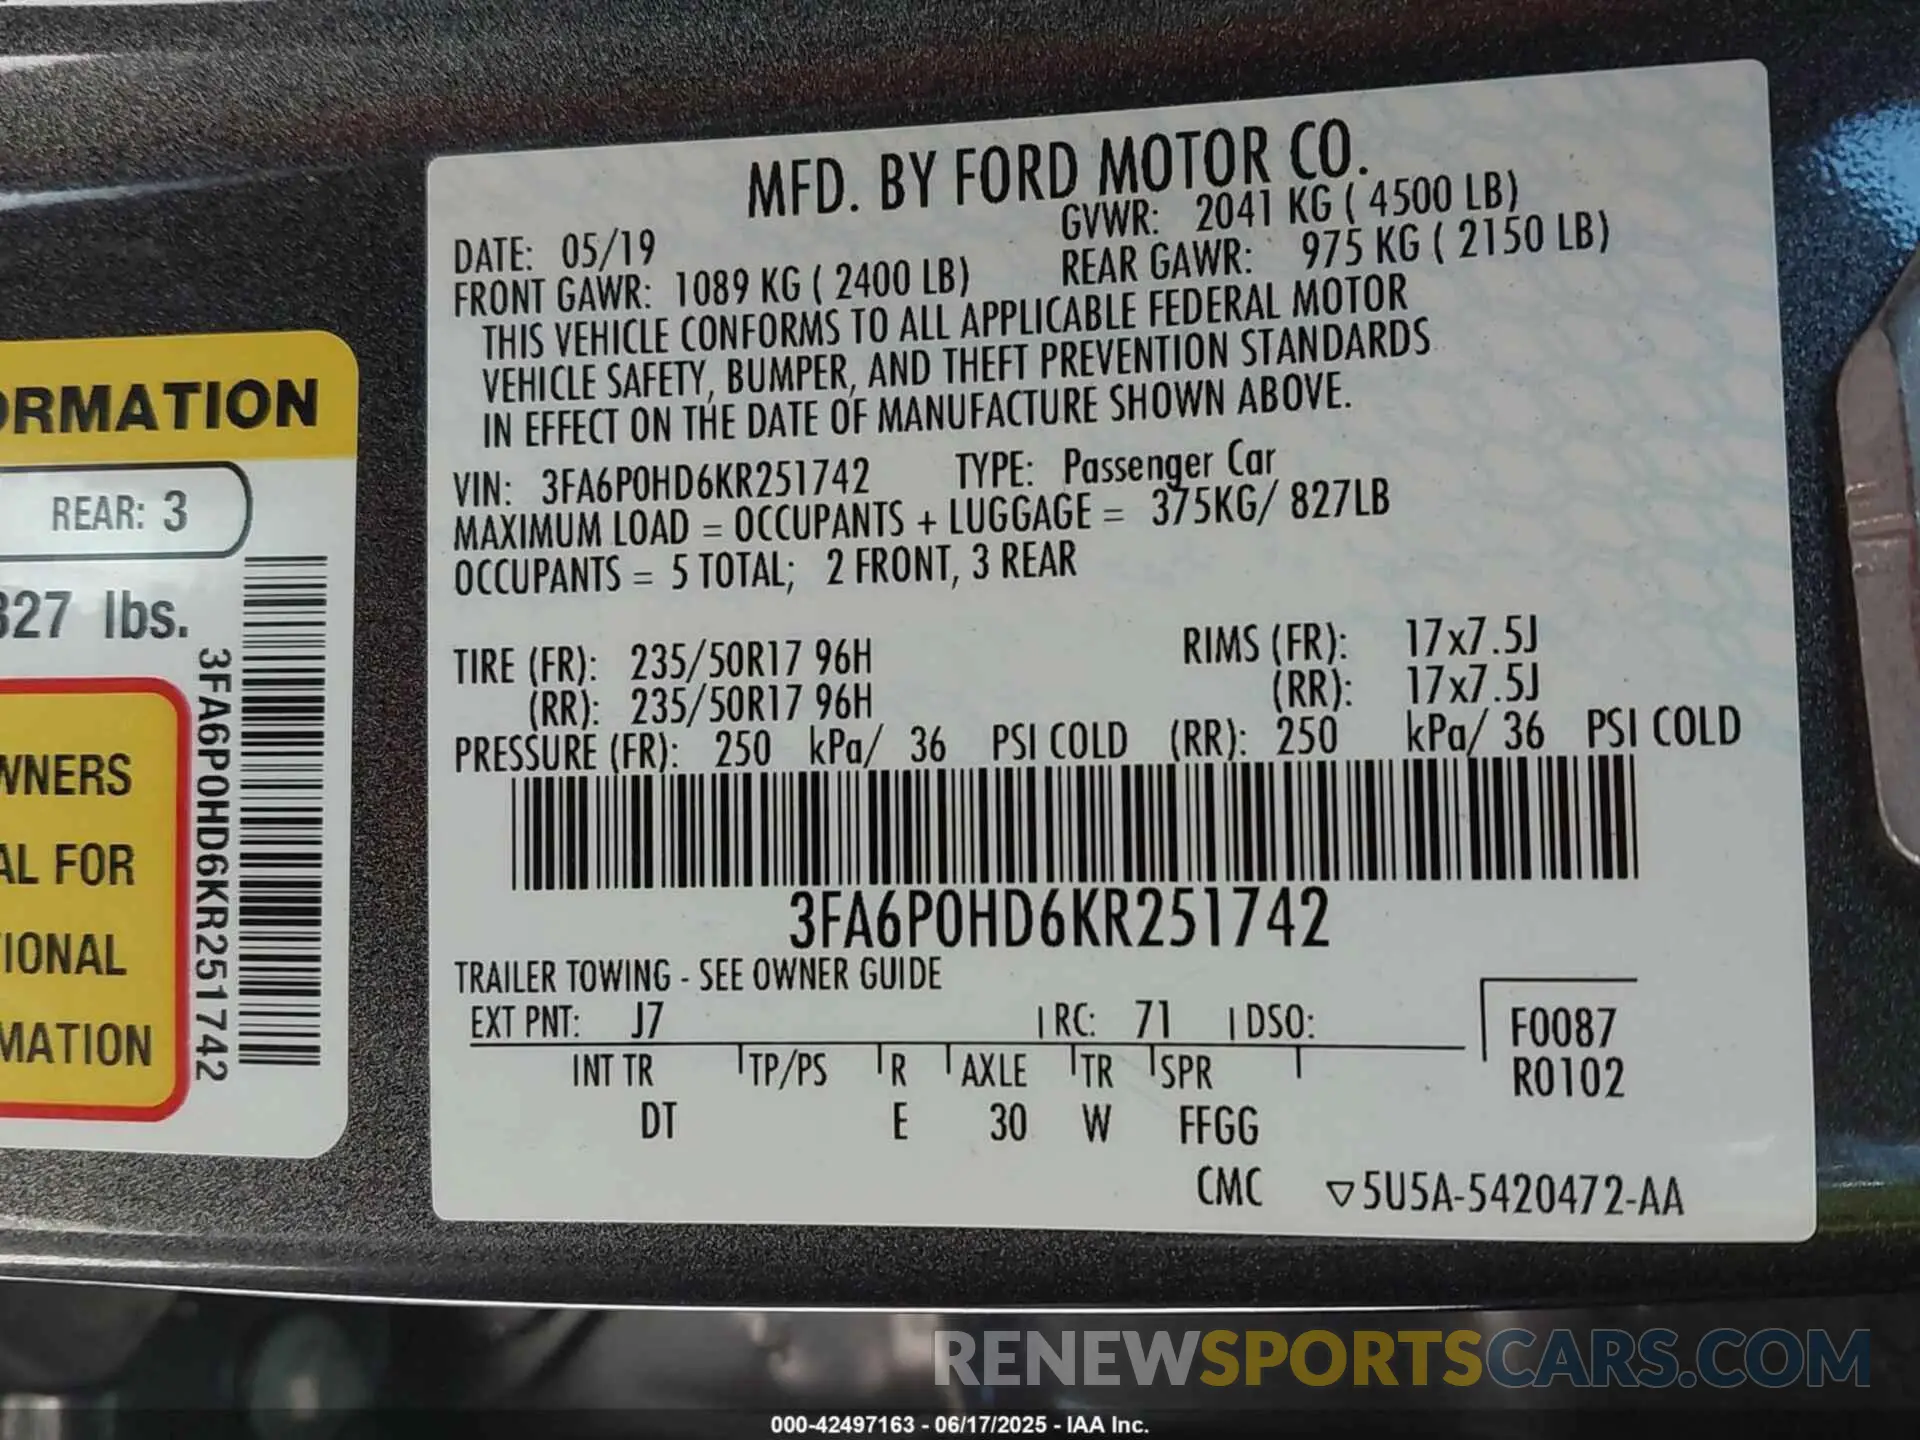 MFD. BY FORD MOTOR CO.
DATE: 05/19 GVWR: 2041 KG ( 4500 LB)
FRONT GAWR: 1089 KG ( 2400 LB) REAR GAWR: 975 KG ( 2150 LB)
THIS VEHICLE CONFORMS TO ALL APPLICABLE FEDERAL MOTOR
VEHICLE SAFETY, BUMPER, AND THEFT PREVENTION STANDARDS
IN EFFECT ON THE DATE OF MANUFACTURE SHOWN ABOVE.
VIN: 3FA6P0HD6KR251742 TYPE: Passenger Car
MAXIMUM LOAD = OCCUPANTS + LUGGAGE = 375KG/ 827LB
OCCUPANTS = 5 TOTAL; 2 FRONT, 3 REAR
TIRE (FR): 235/50R17 96H RIMS (FR): 17x7.5J
(RR): 235/50R17 96H (RR): 17x7.5J
PRESSURE (FR): 250 kPa/ 36 PSI COLD (RR): 250 kPa/ 36 PSI COLD
3FA6P0HD6KR251742
TRAILER TOWING - SEE OWNER GUIDE
EXT PNT: J7 RC: 71 DSO: F0087
INT TR TP/PS R AXLE TR SPR R0102
DT E 30 W FFGG
CMC ▽5U5A-5420472-AA
ORMATION
REAR: 3
827 lbs.
3FA6P0HD6KR251742
WNERS
AL FOR
TIONAL
MATION
RENEWSPORTSCARS.COM
000-42497163 - 06/17/2025 - IAA Inc.